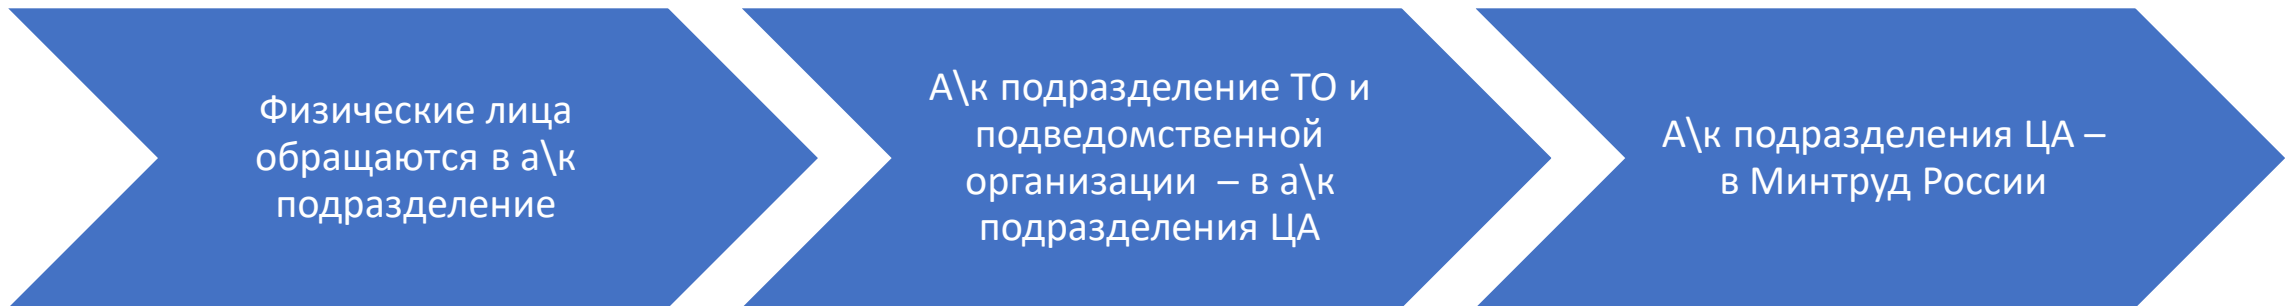 Физические лица
обращаются в а\к
подразделение
А\к подразделение ТО и
подведомственной
организации – в а\к
подразделения ЦА
А\к подразделения ЦА –
в Минтруд России